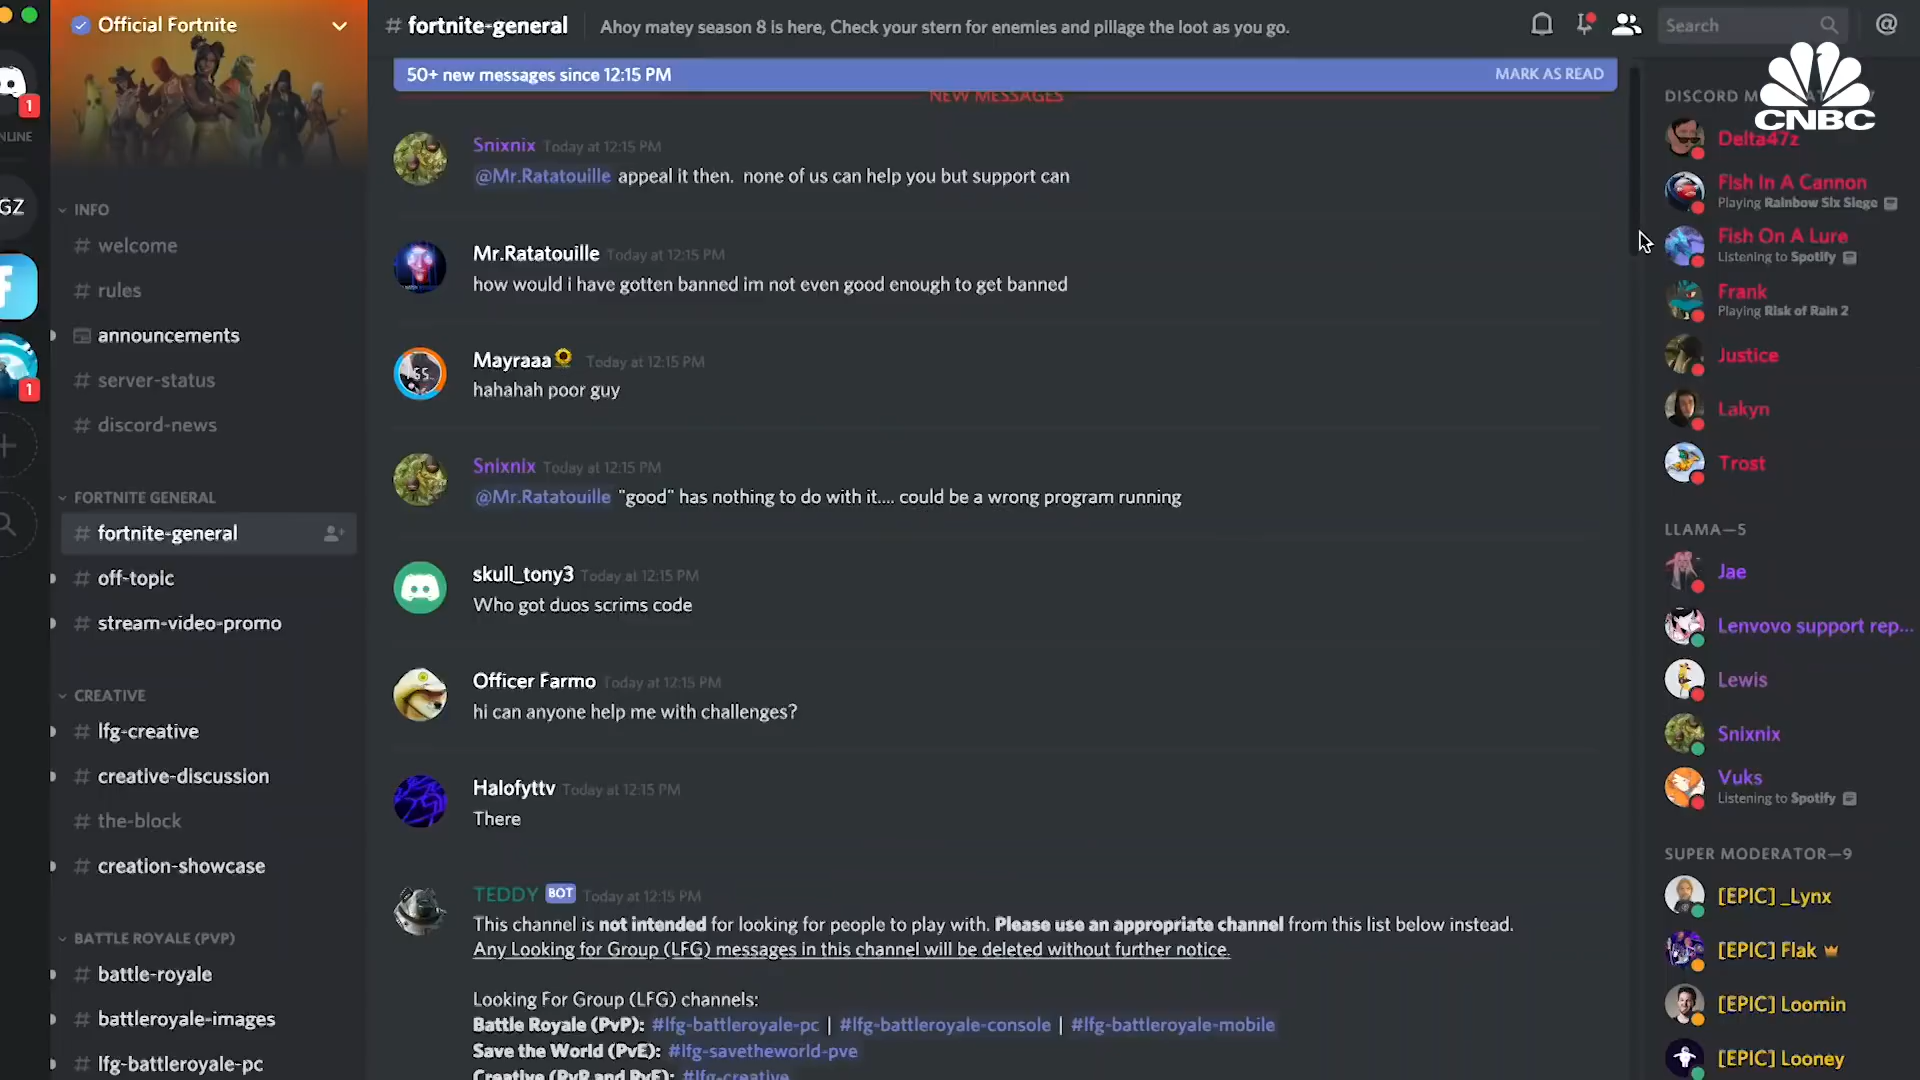 Official Fortnite
1
NLINE
GZ
1
INFO
# welcome
# rules
announcements
# server-status
# discord-news
FORTNITE GENERAL
# fortnite-general
# off-topic
# stream-video-promo
CREATIVE
# lfg-creative
# creative-discussion
# the-block
# creation-showcase
BATTLE ROYALE (PVP)
# battle-royale
# battleroyale-images
# lfg-battleroyale-pc
# fortnite-general
Ahoy matey season 8 is here, Check your stern for enemies and pillage the loot as you go.
Search
50+ new messages since 12:15 PM MARK AS READ
NEW MESSAGES
Snixnix Today at 12:15 PM
@Mr.Ratatouille appeal it then. none of us can help you but support can
Mr.Ratatouille Today at 12:15 PM
how would i have gotten banned im not even good enough to get banned
Mayraaa🌻 Today at 12:15 PM
hahahah poor guy
Snixnix Today at 12:15 PM
@Mr.Ratatouille "good" has nothing to do with it.... could be a wrong program running
skull_tony3 Today at 12:15 PM
Who got duos scrims code
Officer Farmo Today at 12:15 PM
hi can anyone help me with challenges?
Halofyttv Today at 12:15 PM
There
TEDDY BOT Today at 12:15 PM
This channel is not intended for looking for people to play with. Please use an appropriate channel from this list below instead.
Any Looking for Group (LFG) messages in this channel will be deleted without further notice.
Looking For Group (LFG) channels:
Battle Royale (PvP): #lfg-battleroyale-pc | #lfg-battleroyale-console | #lfg-battleroyale-mobile
Save the World (PvE): #lfg-savetheworld-pve
Creative (PvP and PvE): #lfg-creative
DISCORD M
CNBC
Delta47z
Fish In A Cannon
Playing Rainbow Six Siege
Fish On A Lure
Listening to Spotify
Frank
Playing Risk of Rain 2
Justice
Lakyn
Trost
LLAMA—5
Jae
Lenvovo support rep...
Lewis
Snixnix
Vuks
Listening to Spotify
SUPER MODERATOR—9
[EPIC] _Lynx
[EPIC] Flak
[EPIC] Loomin
[EPIC] Looney